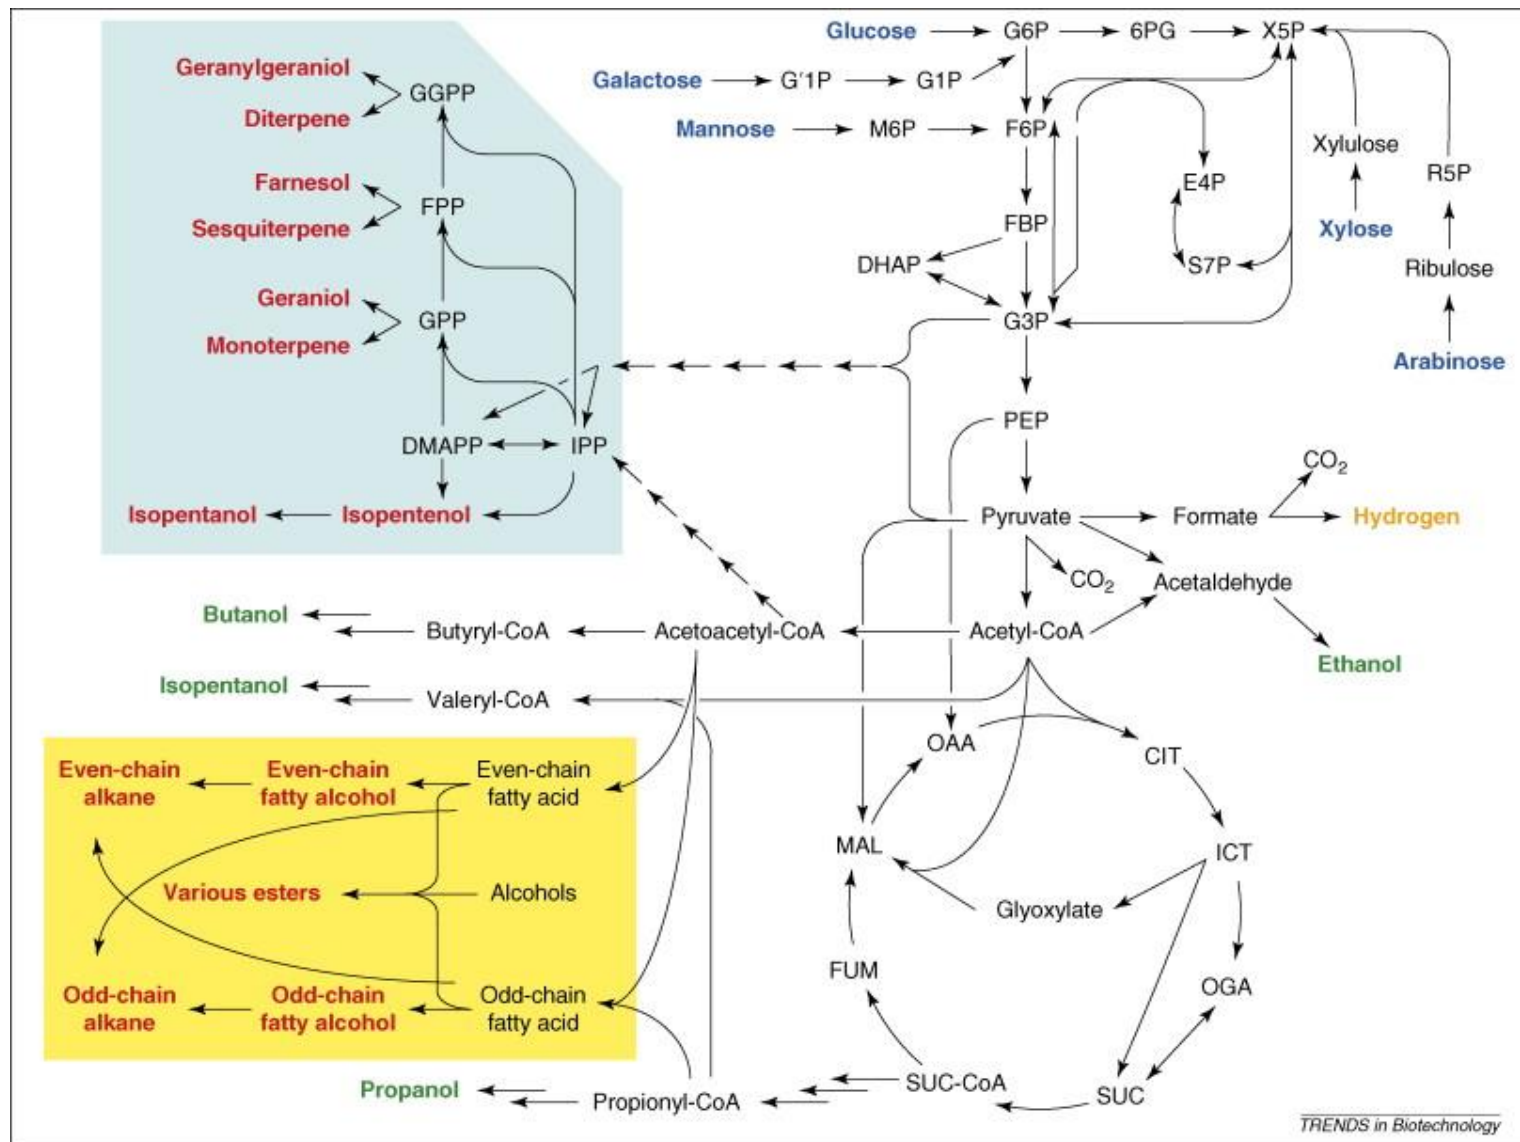 Glucose
G6P
6PG
X5P
Geranylgeraniol
GGPP
Diterpene
Galactose
G'1P
G1P
Mannose
M6P
F6P
Xylulose
R5P
E4P
Farnesol
FPP
Sesquiterpene
FBP
Xylose
DHAP
S7P
Ribulose
Geraniol
GPP
Monoterpene
G3P
Arabinose
PEP
DMAPP
IPP
CO2
Isopentanol
Isopentenol
Pyruvate
Formate
Hydrogen
CO2
Acetaldehyde
Butanol
Butyryl-CoA
Acetoacetyl-CoA
Acetyl-CoA
Ethanol
Isopentanol
Valeryl-CoA
OAA
CIT
Even-chain
alkane
Even-chain
fatty alcohol
Even-chain
fatty acid
MAL
ICT
Various esters
Alcohols
Glyoxylate
FUM
OGA
Odd-chain
alkane
Odd-chain
fatty alcohol
Odd-chain
fatty acid
Propanol
Propionyl-CoA
SUC-CoA
SUC
TRENDS in Biotechnology